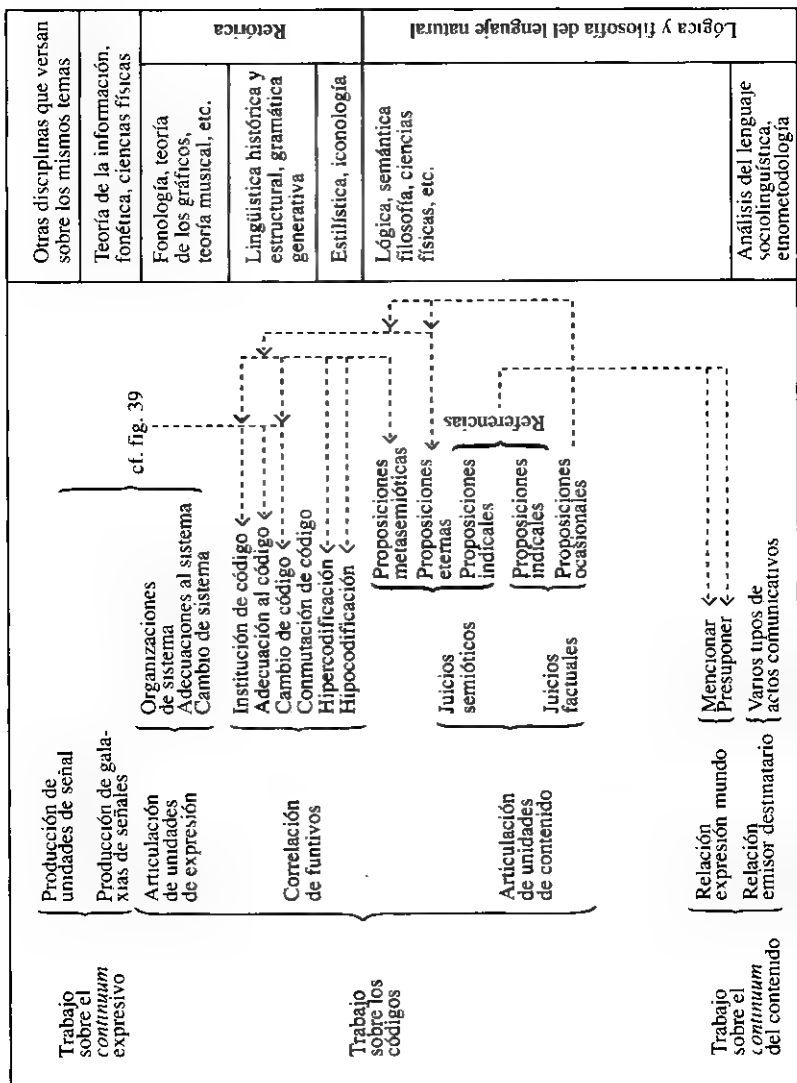 Trabajo
sobre el
continuum
expresivo
Producción de
unidades de señal
Producción de gala-
xias de señales
Trabajo
sobre los
códigos
Articulación
de unidades
de expresión
Organizaciones
de sistema
Adecuaciones al sistema
Cambio de sistema
cf. fig. 39
Correlación
de funtivos
Institución de código
Adecuación al código
Cambio de código
Conmutación de código
Hipercodificación
Hipocodificación
Articulación
de unidades
de contenido
Juicios
semióticos
Proposiciones
metasemióticas
Proposiciones
eternas
Proposiciones
indícales
Juicios
factuales
Proposiciones
indícales
Proposiciones
ocasionales
Referencias
Trabajo
sobre el
continuum
del contenido
Relación
expresión mundo
Mencionar
Presuponer
Relación
emisor destinatario
Varios tipos de
actos comunicativos
Otras disciplinas que versan
sobre los mismos temas
Teoría de la información,
fonética, ciencias físicas
Fonología, teoría
de los gráficos,
teoría musical, etc.
Lingüistica histórica y
estructural, gramática
generativa
Estilística, iconología
Lógica, semántica
filosofía, ciencias
físicas, etc.
Análisis del lenguaje
sociolinguística,
etnometodología
Retórica
Lógica y filosofía del lenguaje natural